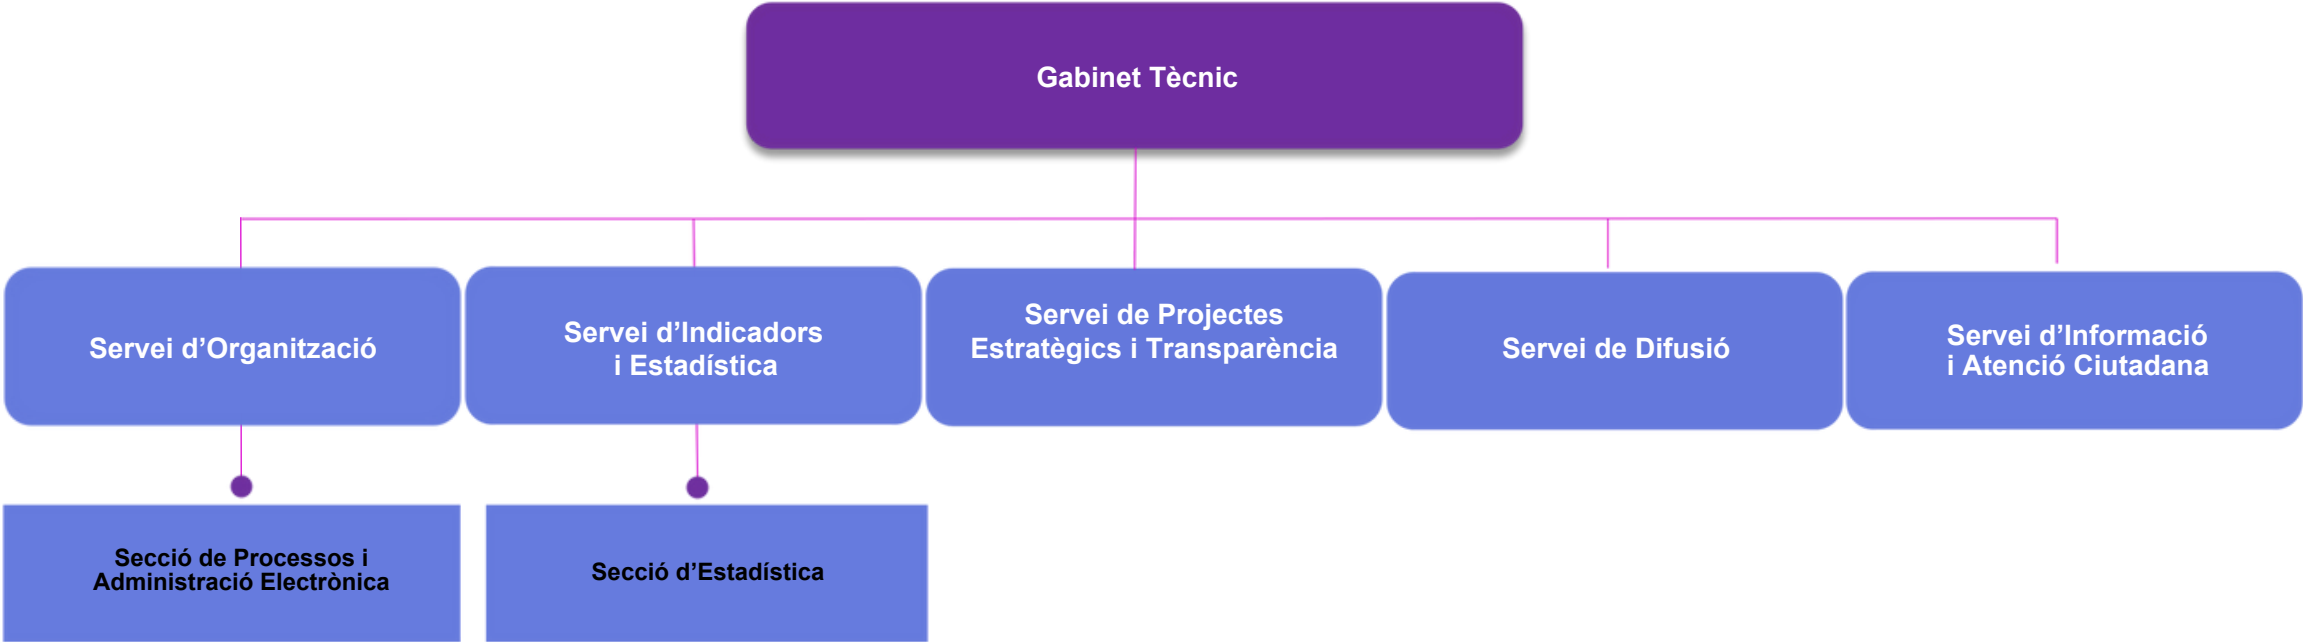 Gabinet Tècnic
Servei d’Organització
Servei d’Indicadors
i Estadística
Servei de Projectes
Estratègics i Transparència
Servei de Difusió
Servei d’Informació
i Atenció Ciutadana
Secció de Processos i
Administració Electrònica
Secció d’Estadística